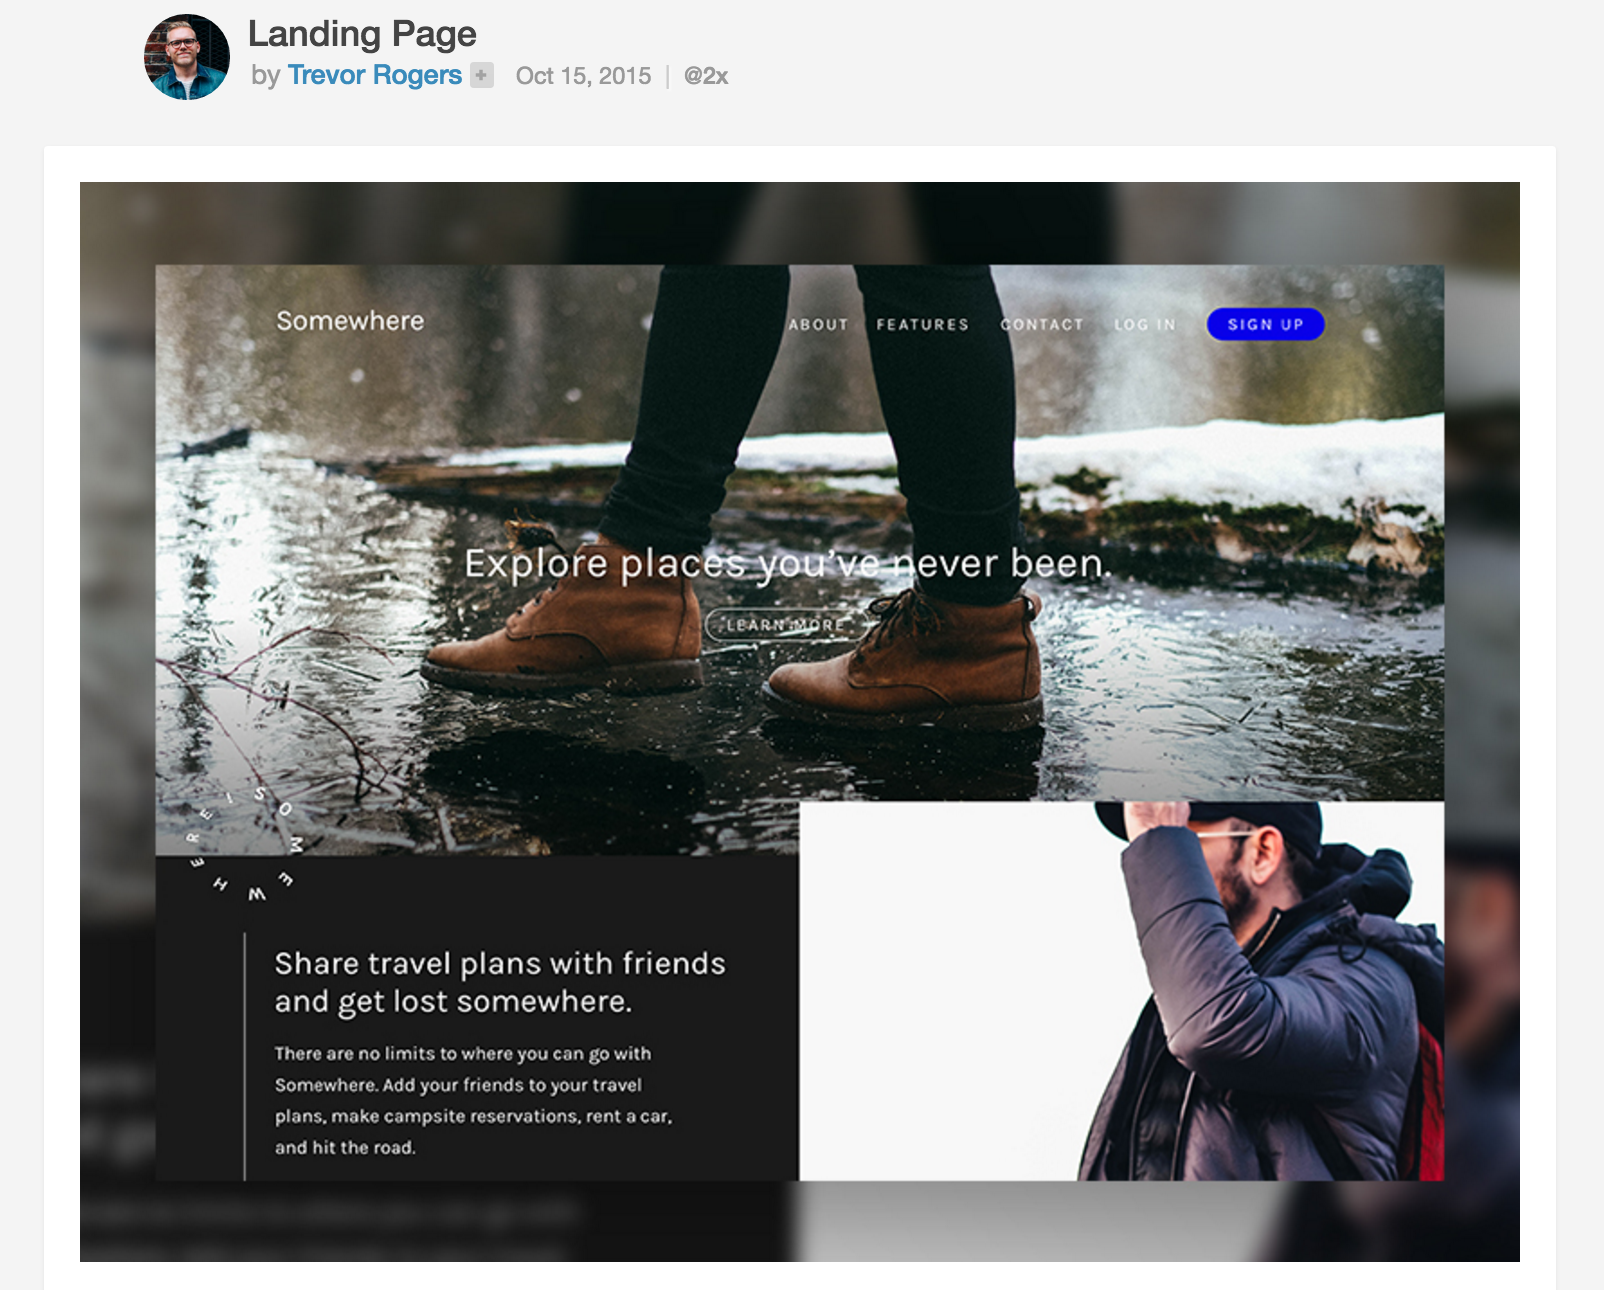 Landing Page
by Trevor Rogers + Oct 15, 2015 | @2x
Somewhere
ABOUT FEATURES CONTACT LOG IN SIGN UP
Explore places you've never been.
LEARN MORE
SOMEWHERE /
Share travel plans with friends
and get lost somewhere.
There are no limits to where you can go with
Somewhere. Add your friends to your travel
plans, make campsite reservations, rent a car,
and hit the road.